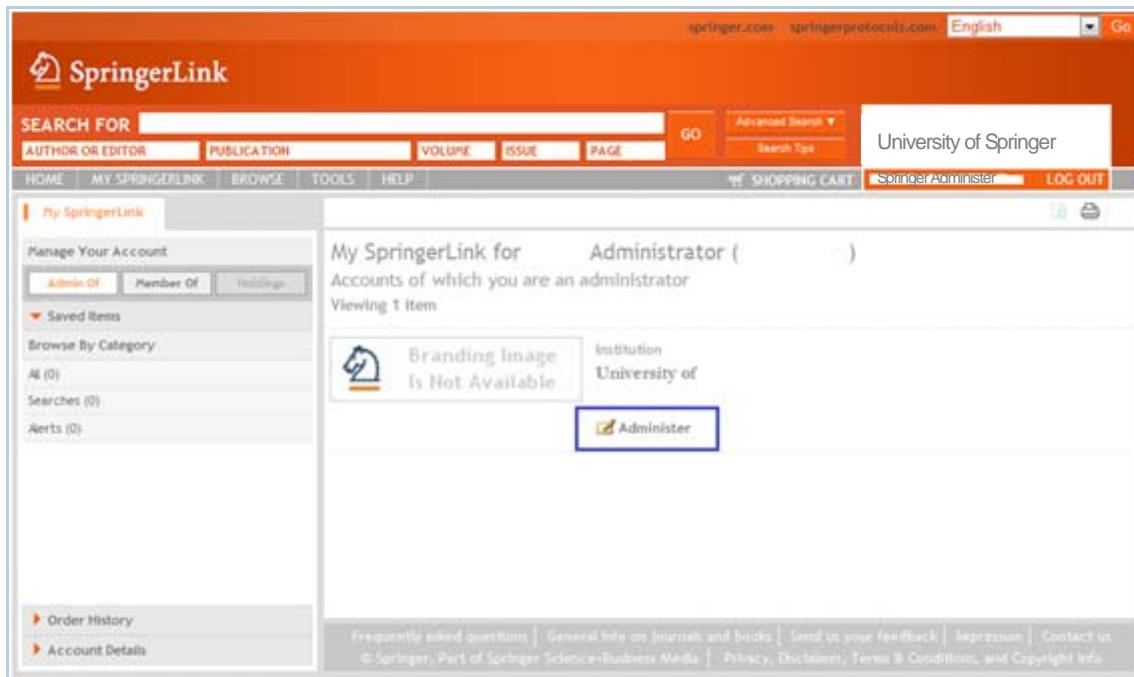 springer.com springerprotocols.com English Go
SpringerLink
SEARCH FOR GO Advanced Search ▼
AUTHOR OR EDITOR PUBLICATION VOLUME ISSUE PAGE Search Tips
University of Springer
HOME MY SPRINGERLINK BROWSE TOOLS HELP SHOPPING CART Springer Administer LOG OUT
My SpringerLink
Manage Your Account
Admin Of Member Of Holdings
Saved Items
Browse By Category
All (0)
Searches (0)
Alerts (0)
Order History
Account Details
My SpringerLink for Administrator ( )
Accounts of which you are an administrator
Viewing 1 item
Branding Image
Is Not Available
Institution
University of
Administer
Frequently asked questions | General info on journals and books | Send us your feedback | Impressum | Contact us
© Springer, Part of Springer Science+Business Media | Privacy, Disclaimer, Terms & Conditions, and Copyright Info